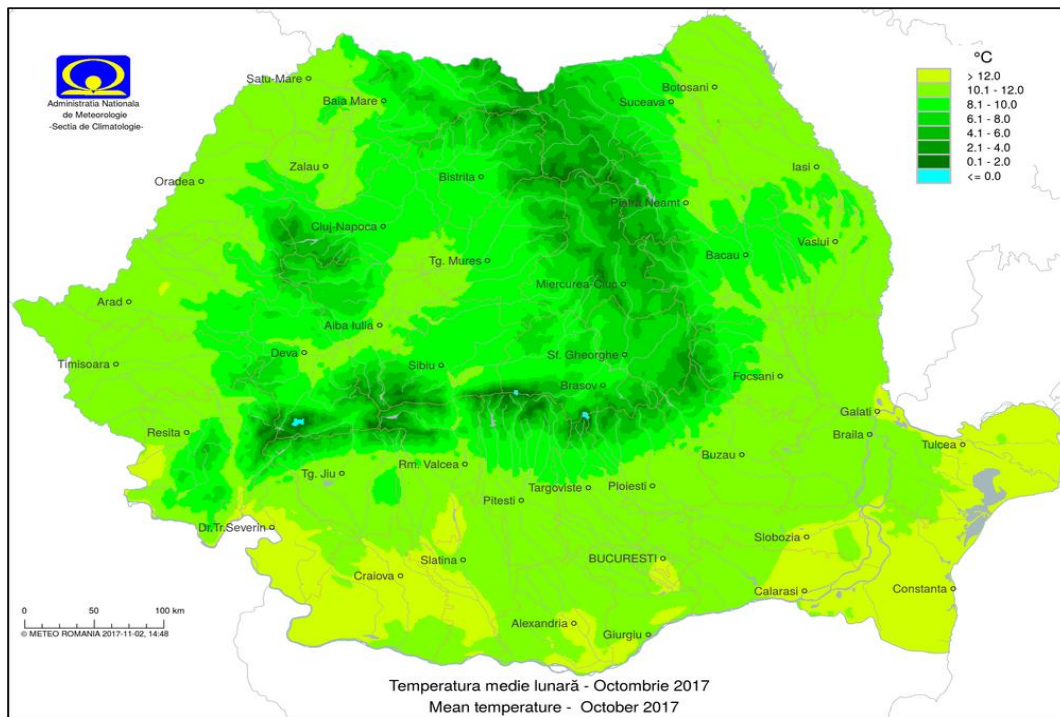 Administratia Nationala
de Meteorologie
-Sectia de Climatologie-
°C
> 12.0
10.1 - 12.0
8.1 - 10.0
6.1 - 8.0
4.1 - 6.0
2.1 - 4.0
0.1 - 2.0
<= 0.0
Satu-Mare
Botosani
Baia Mare
Suceava
Zalau
Iasi
Oradea
Bistrita
Piatra Neamt
Cluj-Napoca
Vaslui
Bacau
Tg. Mures
Miercurea-Ciuc
Arad
Alba Iulia
Deva
Sf. Gheorghe
Timisoara
Sibiu
Brasov
Focsani
Galati
Resita
Braila
Tulcea
Buzau
Rm. Valcea
Tg. Jiu
Ploiesti
Targoviste
Pitesti
Dr.Tr.Severin
Slobozia
BUCURESTI
Slatina
Craiova
Calarasi
Constanta
0 50 100 km
Alexandria
Giurgiu
© METEO ROMANIA 2017-11-02, 14:48
Temperatura medie lunară - Octombrie 2017
Mean temperature - October 2017